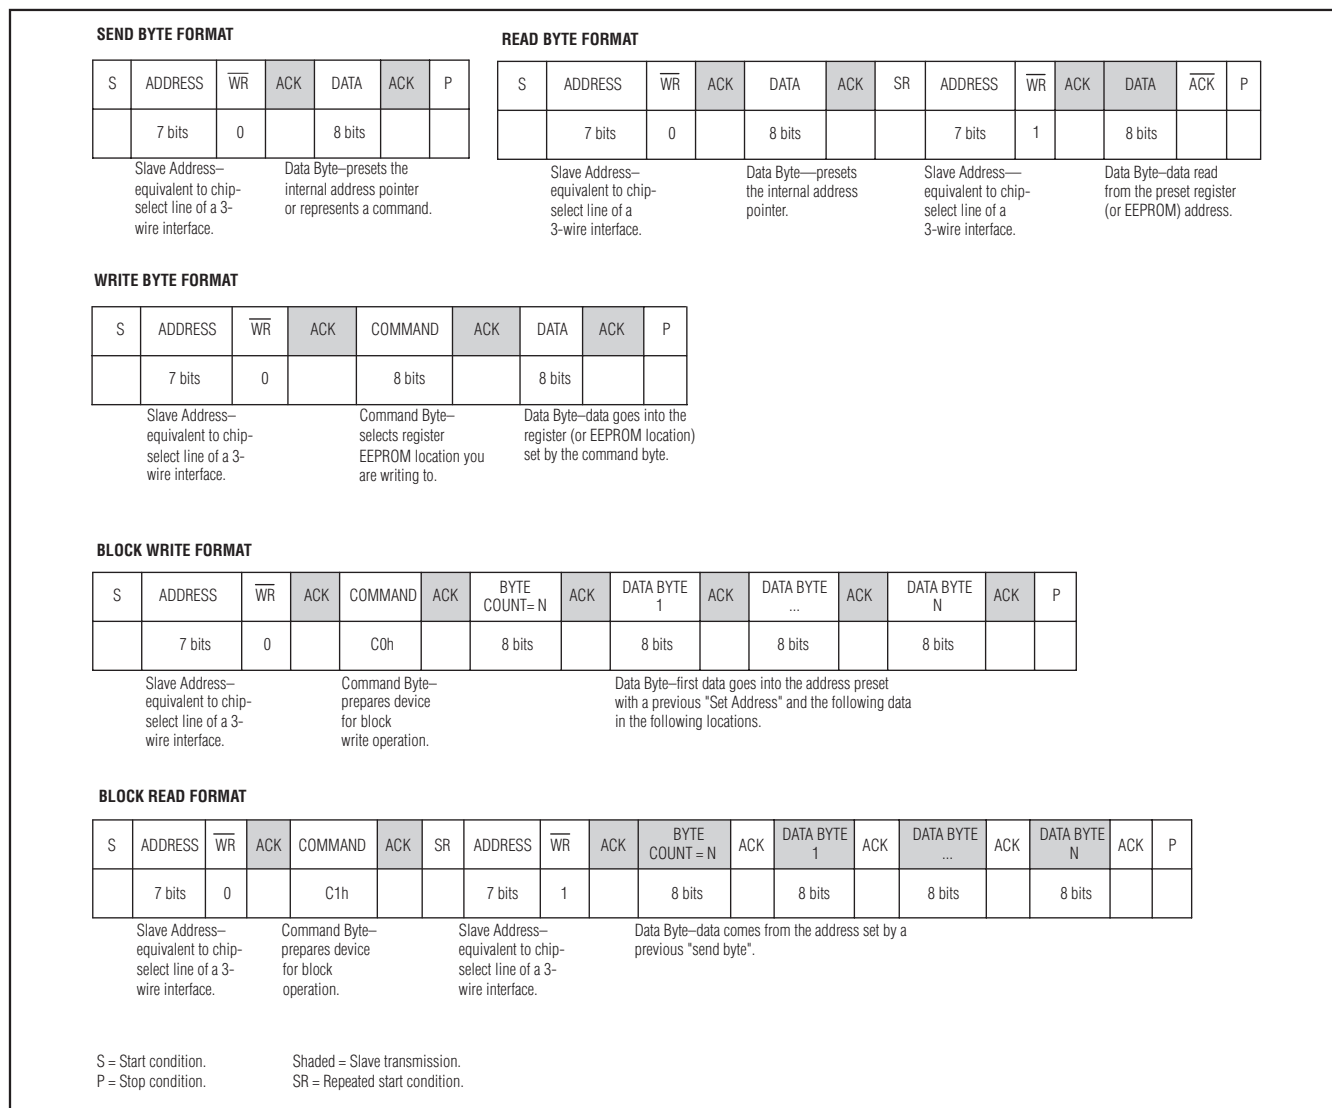 SEND BYTE FORMAT
S ADDRESS WR ACK DATA ACK P
7 bits 0 8 bits
Slave Address–
equivalent to chip-
select line of a 3-
wire interface.
Data Byte–presets the
internal address pointer
or represents a command.
READ BYTE FORMAT
S ADDRESS WR ACK DATA ACK SR ADDRESS WR ACK DATA ACK P
7 bits 0 8 bits 7 bits 1 8 bits
Slave Address–
equivalent to chip-
select line of a
3-wire interface.
Data Byte—presets
the internal address
pointer.
Slave Address—
equivalent to chip-
select line of a
3-wire interface.
Data Byte–data read
from the preset register
(or EEPROM) address.
WRITE BYTE FORMAT
S ADDRESS WR ACK COMMAND ACK DATA ACK P
7 bits 0 8 bits 8 bits
Slave Address–
equivalent to chip-
select line of a 3-
wire interface.
Command Byte–
selects register
EEPROM location you
are writing to.
Data Byte–data goes into the
register (or EEPROM location)
set by the command byte.
BLOCK WRITE FORMAT
S ADDRESS WR ACK COMMAND ACK BYTE COUNT= N ACK DATA BYTE 1 ACK DATA BYTE ... ACK DATA BYTE N ACK P
7 bits 0 C0h 8 bits 8 bits 8 bits 8 bits
Slave Address–
equivalent to chip-
select line of a 3-
wire interface.
Command Byte–
prepares device
for block
write operation.
Data Byte–first data goes into the address preset
with a previous "Set Address" and the following data
in the following locations.
BLOCK READ FORMAT
S ADDRESS WR ACK COMMAND ACK SR ADDRESS WR ACK BYTE COUNT = N ACK DATA BYTE 1 ACK DATA BYTE ... ACK DATA BYTE N ACK P
7 bits 0 C1h 7 bits 1 8 bits 8 bits 8 bits 8 bits
Slave Address–
equivalent to chip-
select line of a 3-
wire interface.
Command Byte–
prepares device
for block
operation.
Slave Address–
equivalent to chip-
select line of a 3-
wire interface.
Data Byte–data comes from the address set by a
previous "send byte".
S = Start condition.
P = Stop condition.
Shaded = Slave transmission.
SR = Repeated start condition.